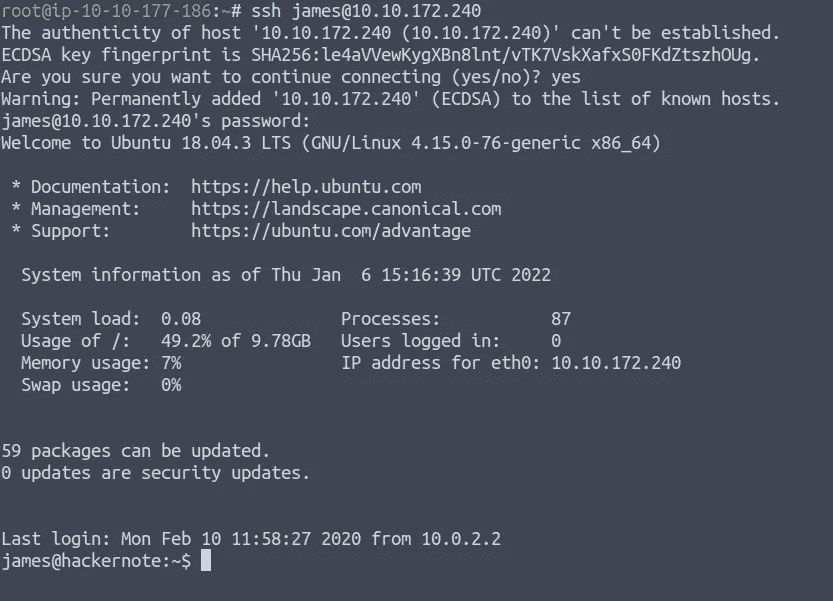 root@ip-10-10-177-186:~# ssh james@10.10.172.240
The authenticity of host '10.10.172.240 (10.10.172.240)' can't be established.
ECDSA key fingerprint is SHA256:le4aVVewKygXBn8lnt/vTK7VskXafxS0FKdZtszhOUg.
Are you sure you want to continue connecting (yes/no)? yes
Warning: Permanently added '10.10.172.240' (ECDSA) to the list of known hosts.
james@10.10.172.240's password:
Welcome to Ubuntu 18.04.3 LTS (GNU/Linux 4.15.0-76-generic x86_64)
* Documentation:  https://help.ubuntu.com
* Management:     https://landscape.canonical.com
* Support:        https://ubuntu.com/advantage
System information as of Thu Jan  6 15:16:39 UTC 2022
System load:  0.08              Processes:           87
Usage of /:   49.2% of 9.78GB   Users logged in:     0
Memory usage: 7%                IP address for eth0: 10.10.172.240
Swap usage:   0%
59 packages can be updated.
0 updates are security updates.
Last login: Mon Feb 10 11:58:27 2020 from 10.0.2.2
james@hackernote:~$